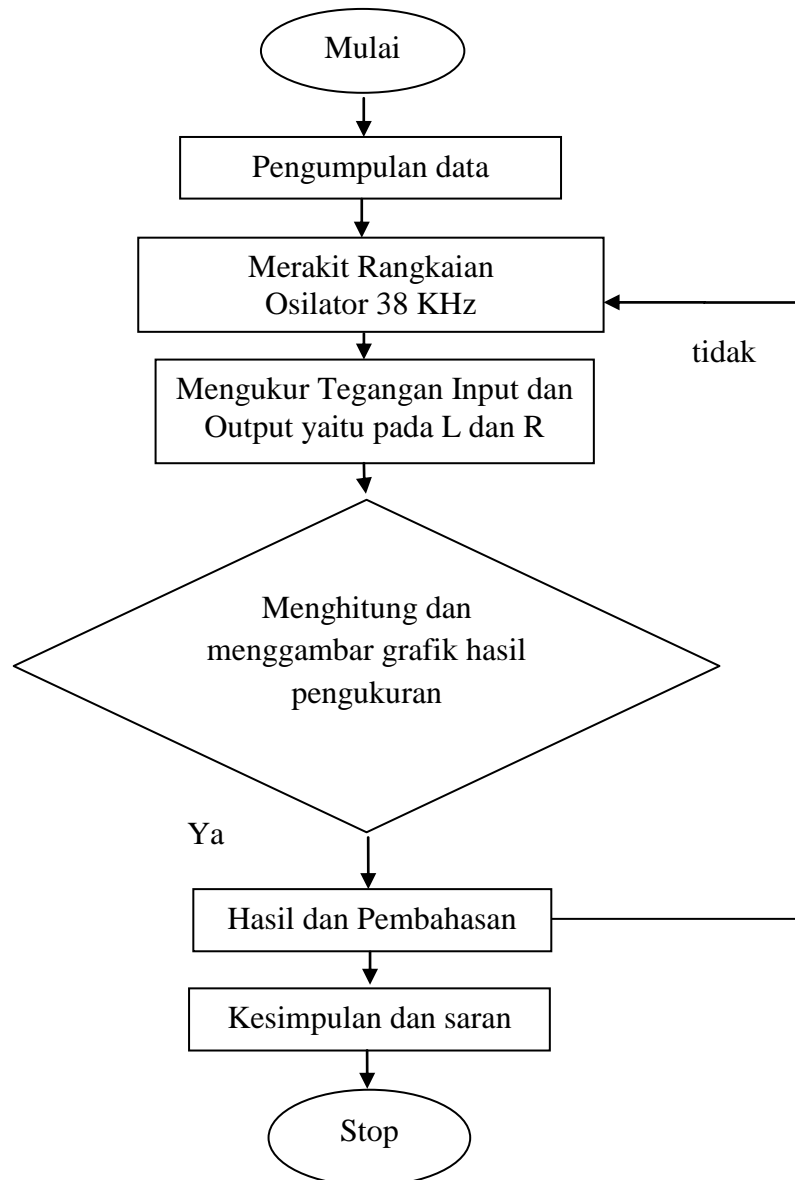 Mulai
Pengumpulan data
Merakit Rangkaian
Osilator 38 KHz
tidak
Mengukur Tegangan Input dan
Output yaitu pada L dan R
Menghitung dan
menggambar grafik hasil
pengukuran
Ya
Hasil dan Pembahasan
Kesimpulan dan saran
Stop